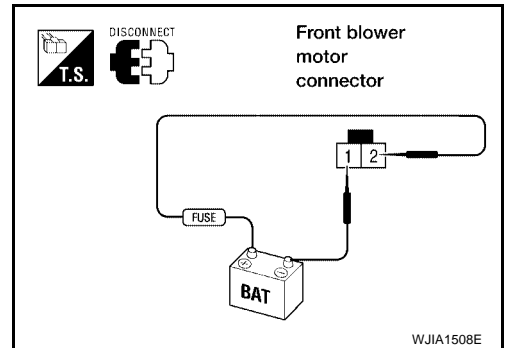 T.S.
DISCONNECT
Front blower
motor
connector
1 2
FUSE
+ −
BAT
WJIA1508E